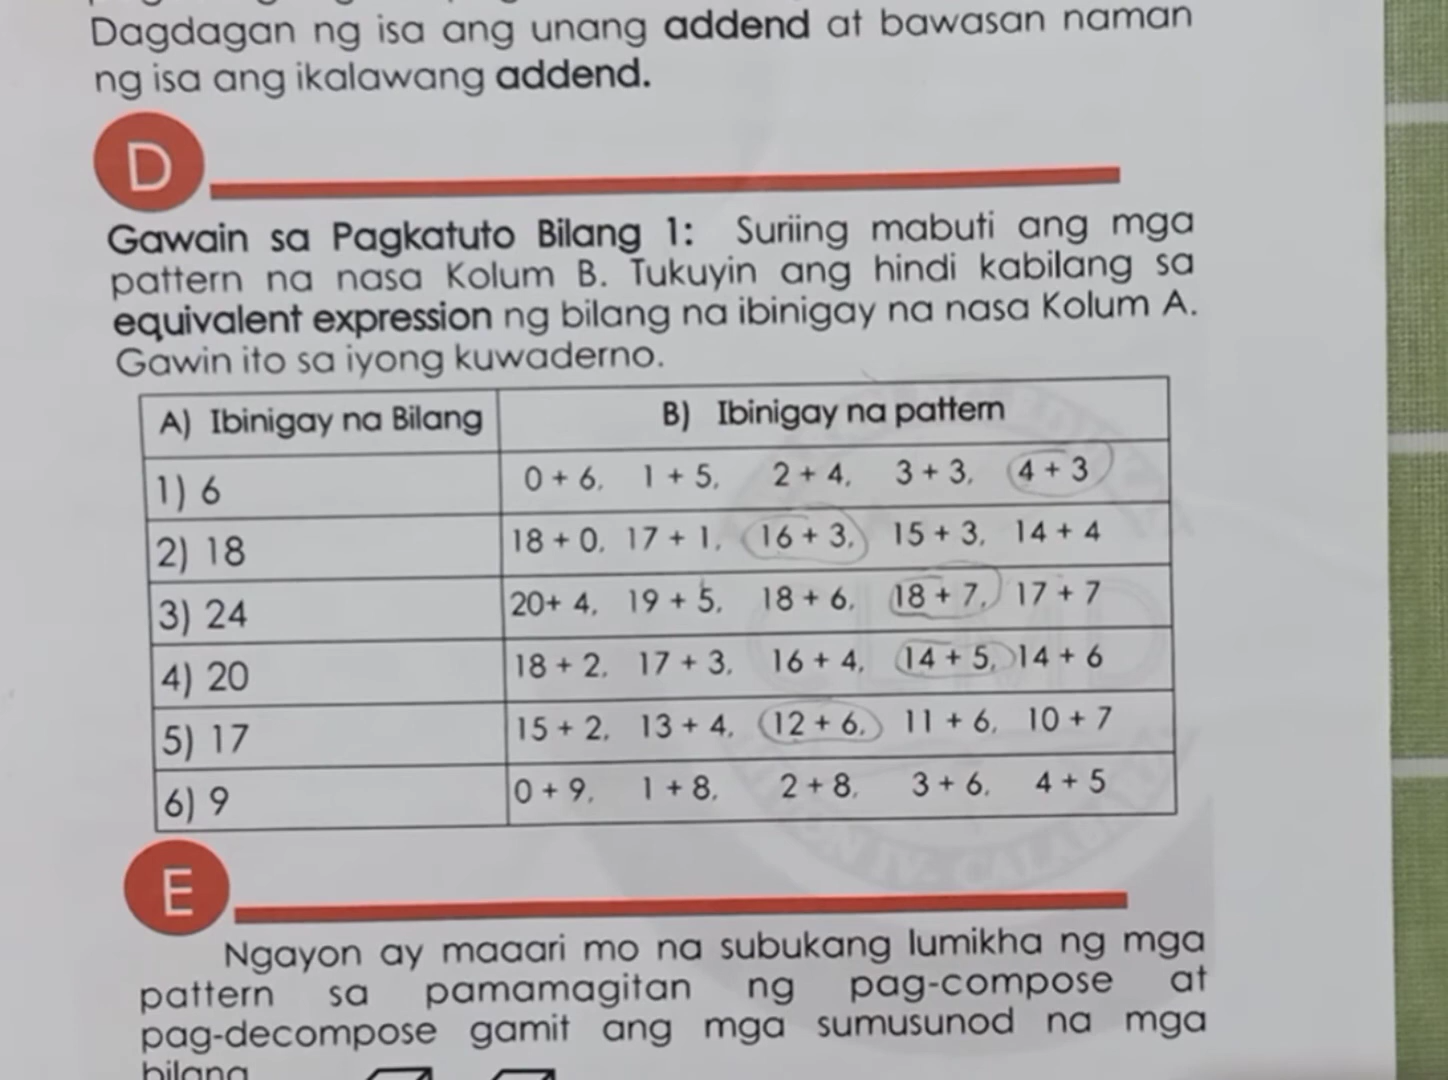 Dagdagan ng isa ang unang addend at bawasan naman
ng isa ang ikalawang addend.
D
Gawain sa Pagkatuto Bilang 1: Suriing mabuti ang mga
pattern na nasa Kolum B. Tukuyin ang hindi kabilang sa
equivalent expression ng bilang na ibinigay na nasa Kolum A.
Gawin ito sa iyong kuwaderno.
A) Ibinigay na Bilang B) Ibinigay na pattern
1) 6 0 + 6, 1 + 5, 2 + 4, 3 + 3, 4 + 3
2) 18 18 + 0, 17 + 1, 16 + 3, 15 + 3, 14 + 4
3) 24 20+ 4, 19 + 5, 18 + 6, 18 + 7, 17 + 7
4) 20 18 + 2, 17 + 3, 16 + 4, 14 + 5, 14 + 6
5) 17 15 + 2, 13 + 4, 12 + 6, 11 + 6, 10 + 7
6) 9 0 + 9, 1 + 8, 2 + 8, 3 + 6, 4 + 5
E
Ngayon ay maaari mo na subukang lumikha ng mga
pattern sa pamamagitan ng pag-compose at
pag-decompose gamit ang mga sumusunod na mga
bilang